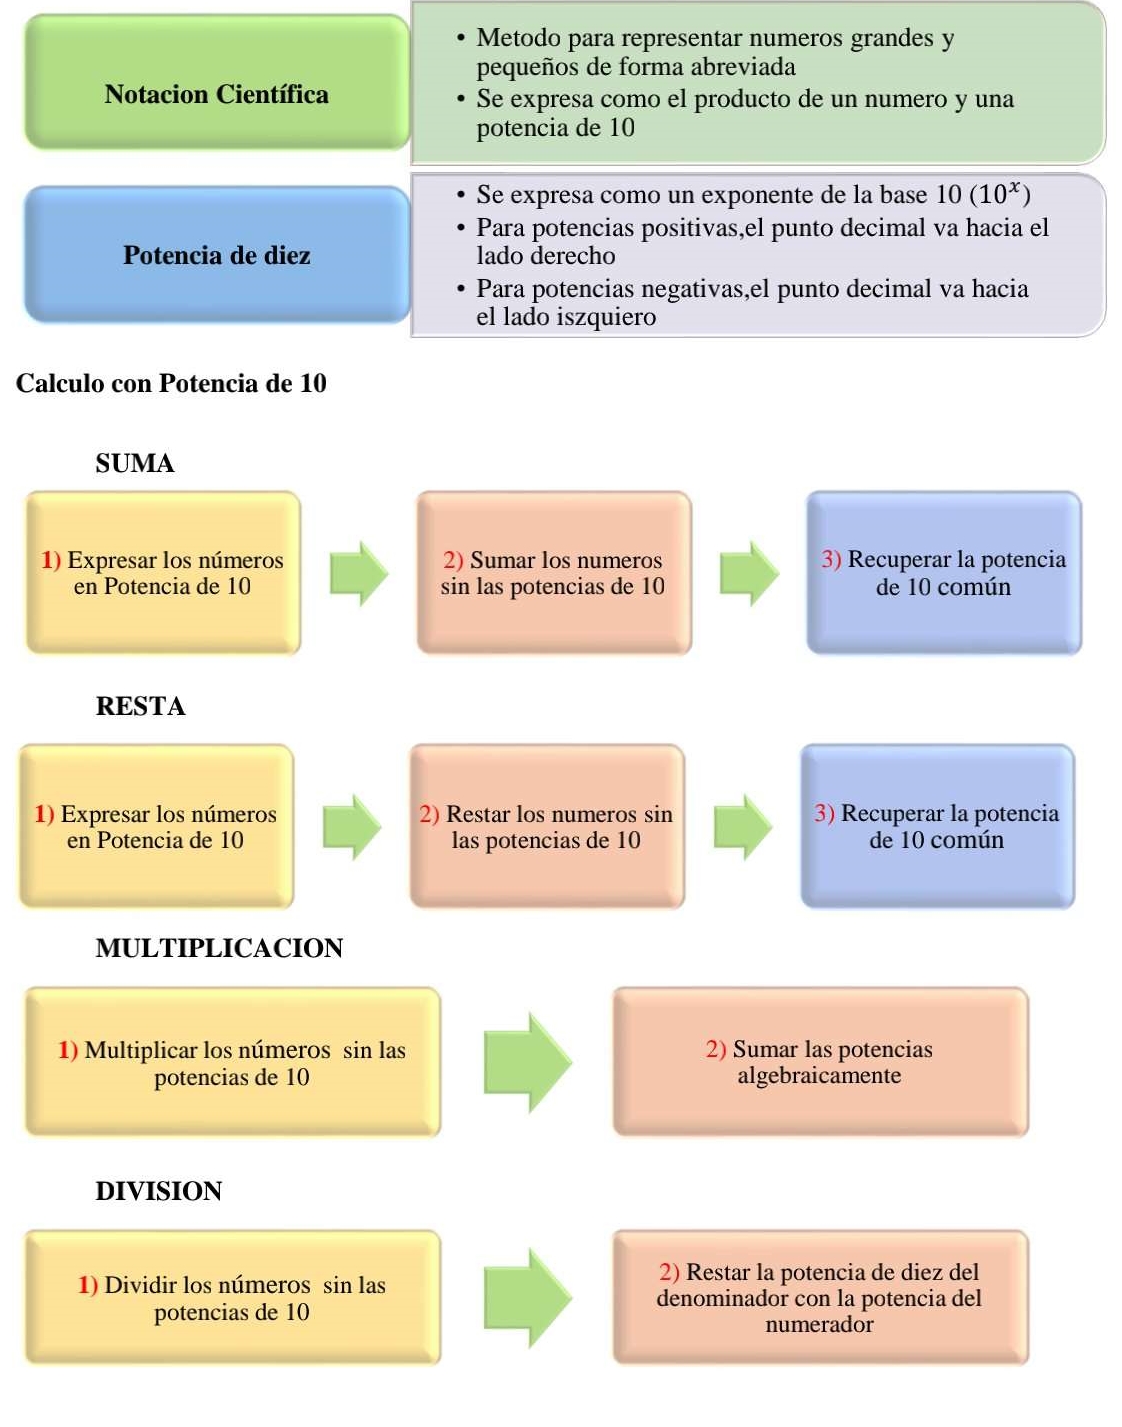 Notacion Científica
• Metodo para representar numeros grandes y
pequeños de forma abreviada
• Se expresa como el producto de un numero y una
potencia de 10
Potencia de diez
• Se expresa como un exponente de la base 10 (10^x)
• Para potencias positivas,el punto decimal va hacia el
lado derecho
• Para potencias negativas,el punto decimal va hacia
el lado iszquiero
Calculo con Potencia de 10
SUMA
1) Expresar los números
en Potencia de 10
2) Sumar los numeros
sin las potencias de 10
3) Recuperar la potencia
de 10 común
RESTA
1) Expresar los números
en Potencia de 10
2) Restar los numeros sin
las potencias de 10
3) Recuperar la potencia
de 10 común
MULTIPLICACION
1) Multiplicar los números sin las
potencias de 10
2) Sumar las potencias
algebraicamente
DIVISION
1) Dividir los números sin las
potencias de 10
2) Restar la potencia de diez del
denominador con la potencia del
numerador